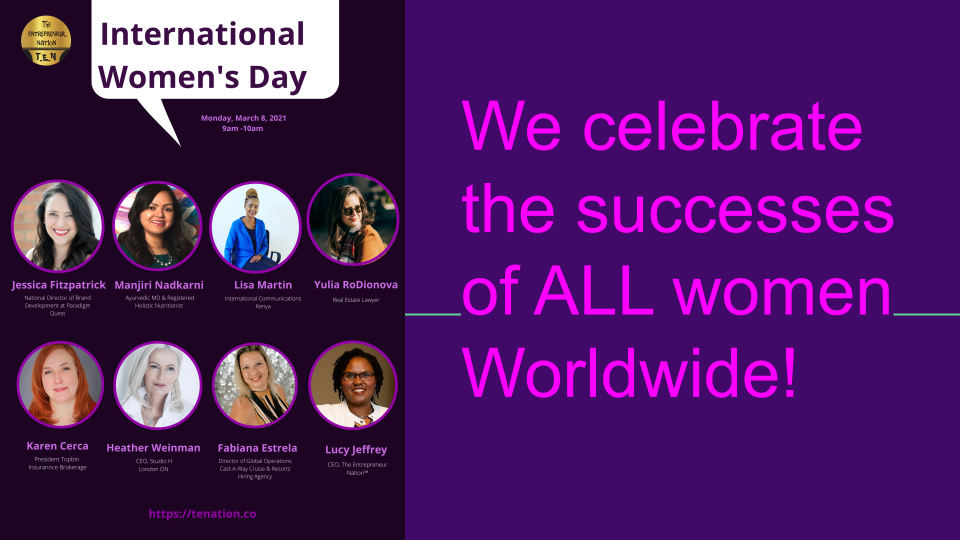 The
Entrepreneur
Nation
T.E.N
International
Women's Day
Monday, March 8, 2021
9am -10am
Jessica Fitzpatrick
National Director of Brand
Development at Paradigm
Quest
Manjiri Nadkarni
Ayurvedic MD & Registered
Holistic Nutritionist
Lisa Martin
International Communications
Kenya
Yulia RoDionova
Real Estate Lawyer
Karen Cerca
President Topbin
Insurannce Brokerage
Heather Weinman
CEO, Studio H
London ON
Fabiana Estrela
Director of Global Operations
Cast-A-Way Cruise & Resorts
Hiring Agency
Lucy Jeffrey
CEO, The Entrepreneur
Nation™
https://tenation.co
We celebrate
the successes
of ALL women
Worldwide!